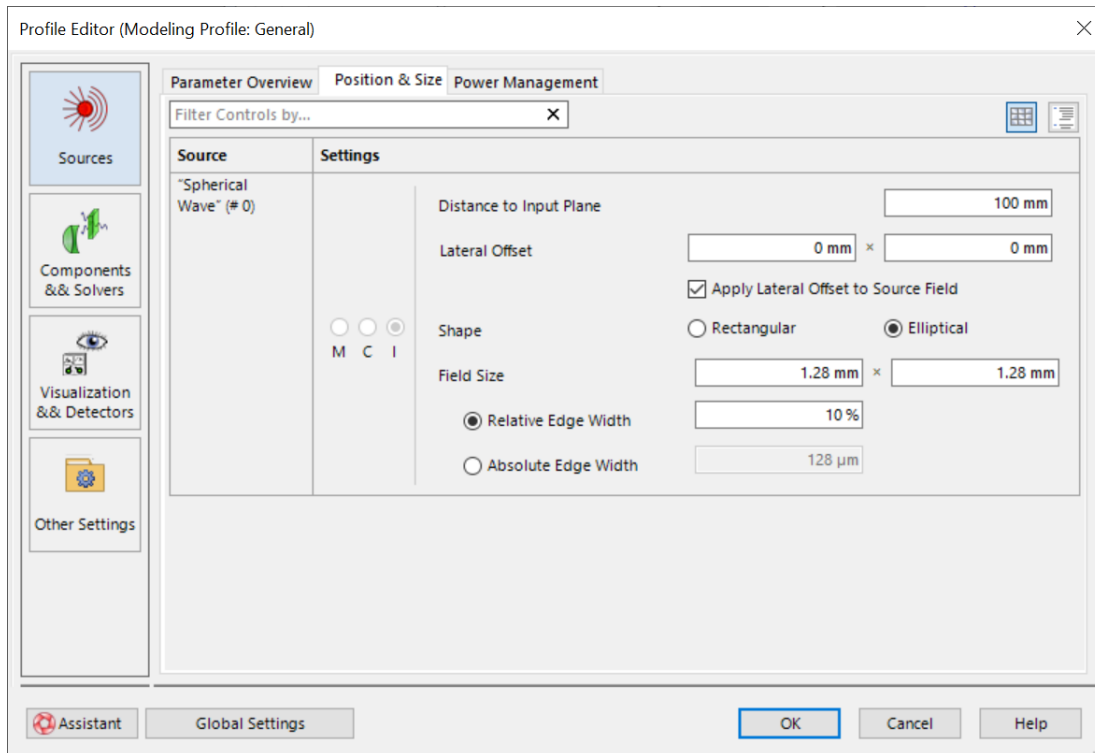 Profile Editor (Modeling Profile: General)
Sources
Components
&& Solvers
Visualization
&& Detectors
Other Settings
Parameter Overview Position & Size Power Management
Filter Controls by...
Source Settings
"Spherical
Wave" (# 0)
M C I
Distance to Input Plane 100 mm
Lateral Offset 0 mm × 0 mm
Apply Lateral Offset to Source Field
Shape Rectangular Elliptical
Field Size 1.28 mm × 1.28 mm
Relative Edge Width 10 %
Absolute Edge Width 128 µm
Assistant Global Settings OK Cancel Help